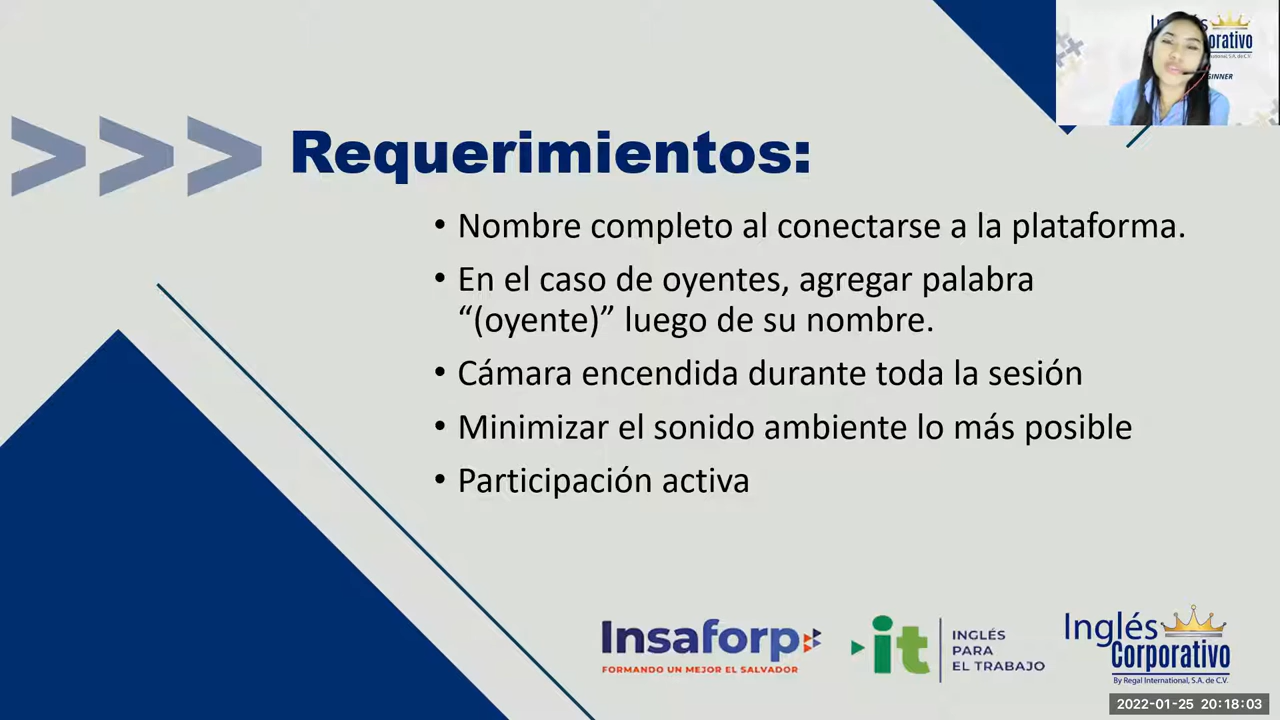 Requerimientos:
• Nombre completo al conectarse a la plataforma.
• En el caso de oyentes, agregar palabra
“(oyente)” luego de su nombre.
• Cámara encendida durante toda la sesión
• Minimizar el sonido ambiente lo más posible
• Participación activa
Insaforp
FORMANDO UN MEJOR EL SALVADOR
it
INGLÉS
PARA
EL TRABAJO
Inglés
Corporativo
By Regal International, S.A. de C.V.
2022-01-25 20:18:03